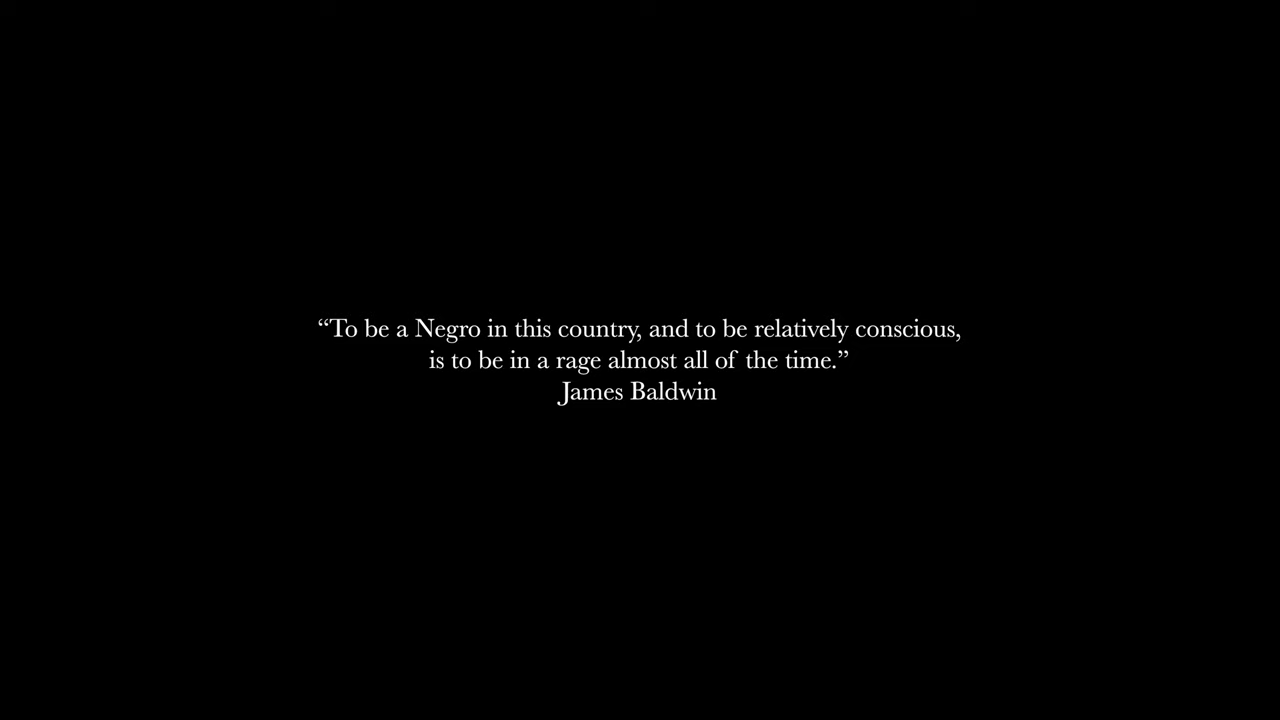 “To be a Negro in this country, and to be relatively conscious,
is to be in a rage almost all of the time.”
James Baldwin